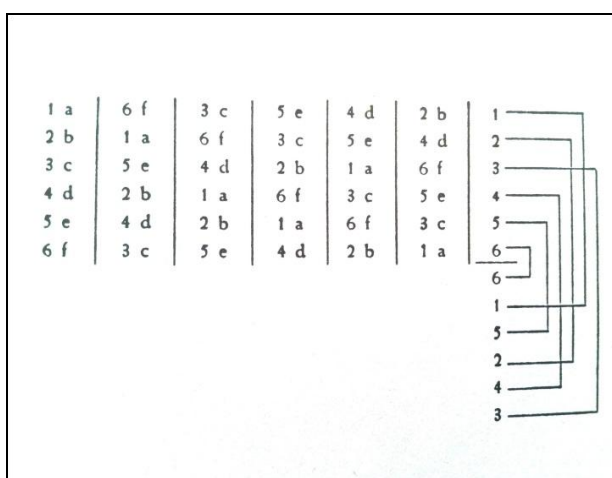 1 a 6 f 3 c 5 e 4 d 2 b 1
2 b 1 a 6 f 3 c 5 e 4 d 2
3 c 5 e 4 d 2 b 1 a 6 f 3
4 d 2 b 1 a 6 f 3 c 5 e 4
5 e 4 d 2 b 1 a 6 f 3 c 5
6 f 3 c 5 e 4 d 2 b 1 a 6
6
1
5
2
4
3